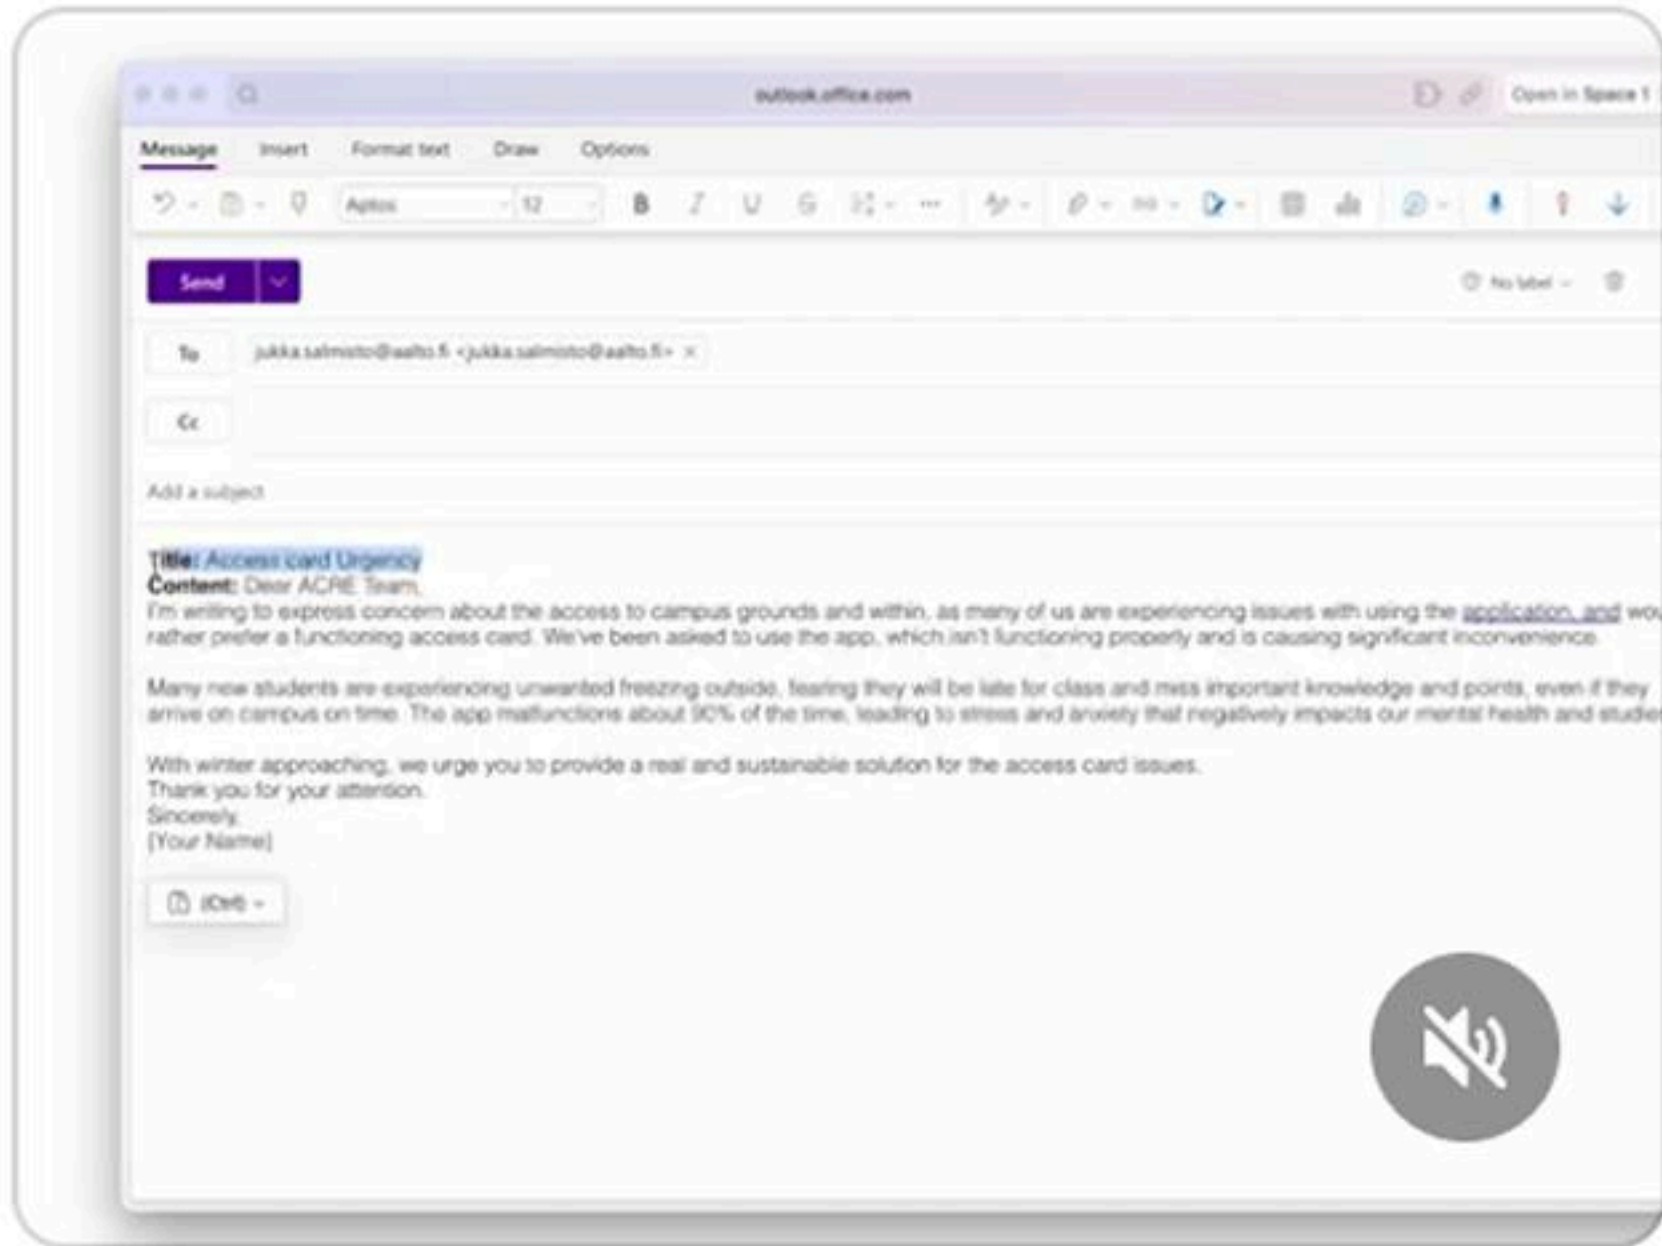 outlook.office.com
Open in Space 1
Message Insert Format text Draw Options
Aptos 12 B I U
Send
No label
To jukka.salmisto@aalto.fi <jukka.salmisto@aalto.fi> ×
Cc
Add a subject
Title: Access card Urgency
Content: Dear ACRE Team,
I'm writing to express concern about the access to campus grounds and within, as many of us are experiencing issues with using the application, and wou
rather prefer a functioning access card. We've been asked to use the app, which isn't functioning properly and is causing significant inconvenience.
Many new students are experiencing unwanted freezing outside, fearing they will be late for class and miss important knowledge and points, even if they
arrive on campus on time. The app malfunctions about 90% of the time, leading to stress and anxiety that negatively impacts our mental health and studie
With winter approaching, we urge you to provide a real and sustainable solution for the access card issues.
Thank you for your attention.
Sincerely,
[Your Name]
(Ctrl)